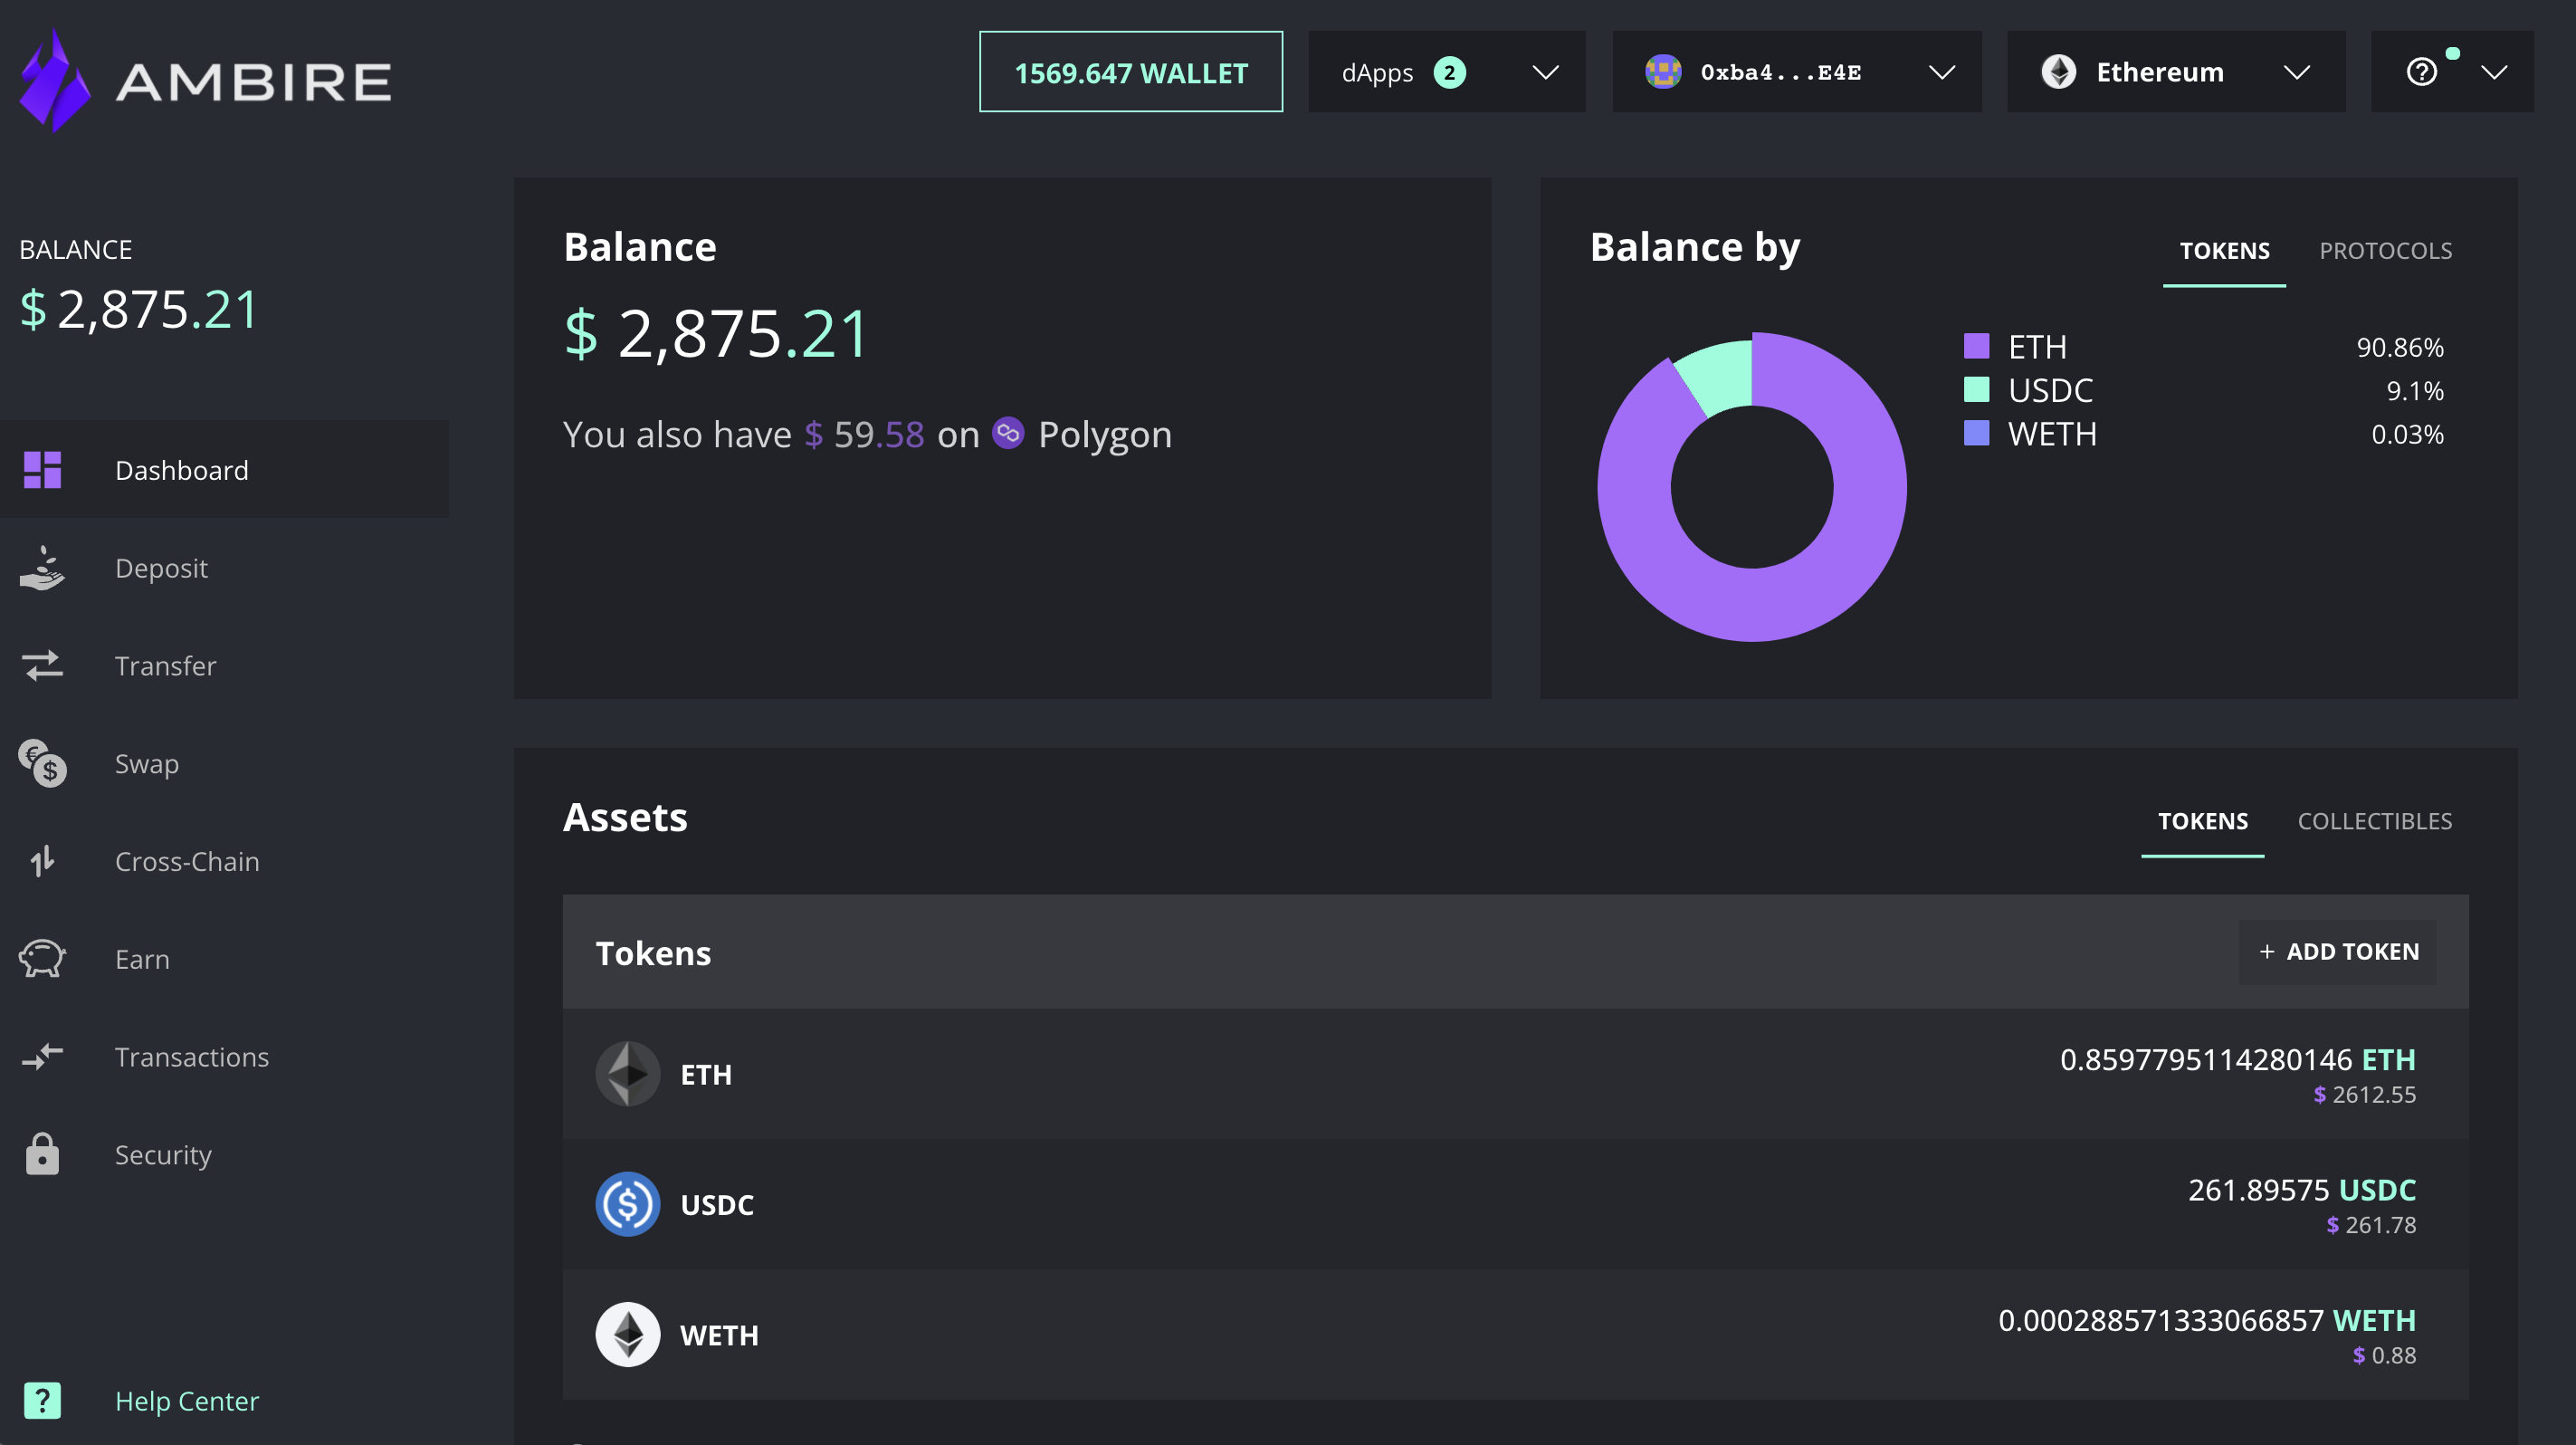 AMBIRE
1569.647 WALLET
dApps 2
0xba4...E4E
Ethereum
BALANCE
$ 2,875.21
Dashboard
Deposit
Transfer
Swap
Cross-Chain
Earn
Transactions
Security
Help Center
Balance
$ 2,875.21
You also have $ 59.58 on Polygon
Balance by
TOKENS PROTOCOLS
ETH 90.86%
USDC 9.1%
WETH 0.03%
Assets
TOKENS COLLECTIBLES
Tokens
+ ADD TOKEN
ETH
0.8597795114280146 ETH
$ 2612.55
USDC
261.89575 USDC
$ 261.78
WETH
0.000288571333066857 WETH
$ 0.88